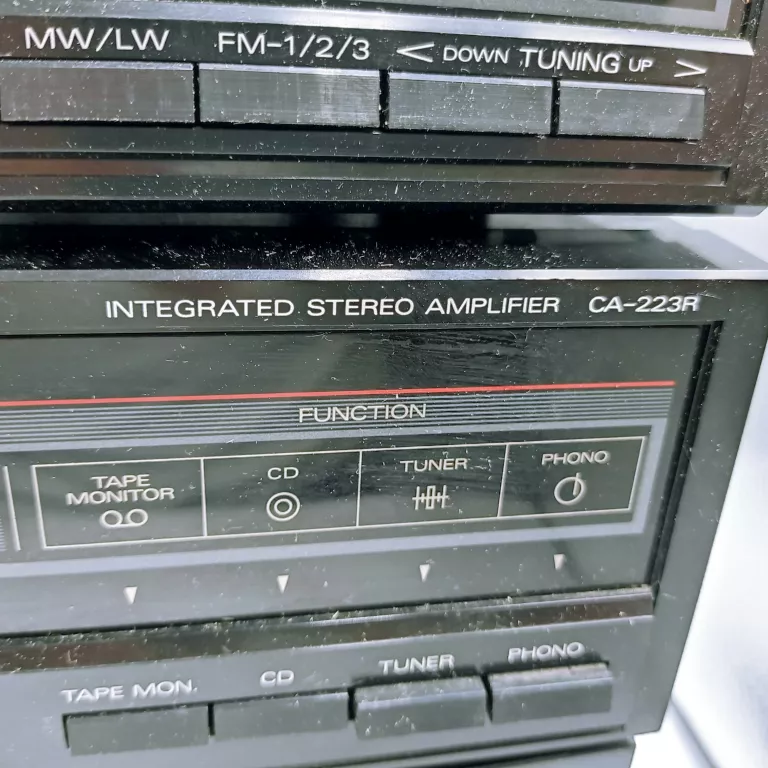 MW/LW FM-1/2/3 < DOWN TUNING UP >
INTEGRATED STEREO AMPLIFIER CA-223R
FUNCTION
TAPE MONITOR
CD
TUNER
PHONO
TAPE MON. CD TUNER PHONO